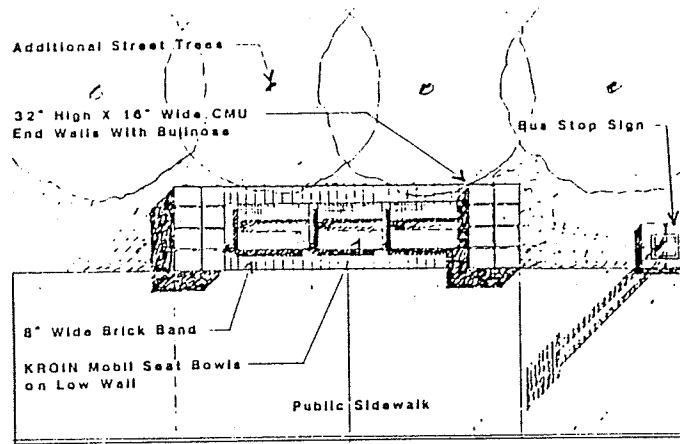 Additional Street Trees
32" High X 16" Wide CMU
End Walls With Bullnose
Bus Stop Sign
8" Wide Brick Band
KROIN Mobil Seat Bowls
on Low Wall
Public Sidewalk